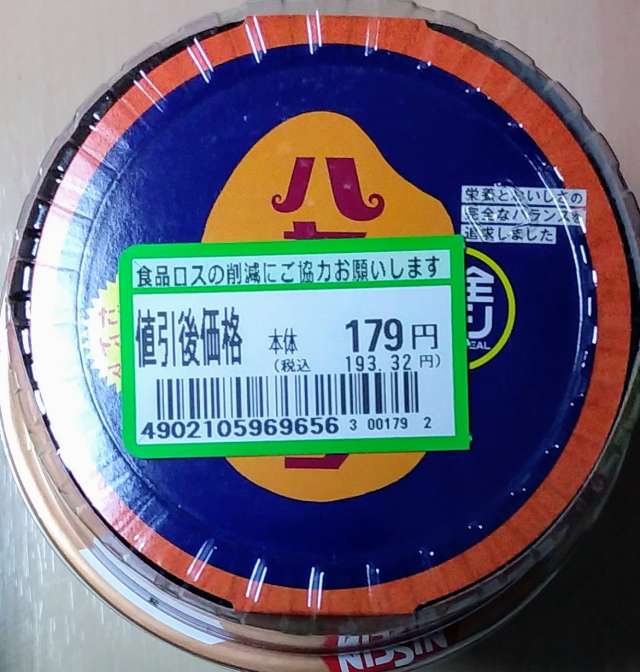 ハ
栄養とおいしさの
完全なバランスを
追求しました
食品ロスの削減にご協力お願いします
値引後価格 本体 179円
(税込 193.32円)
4902105969656 3 00179 2
NISSIN